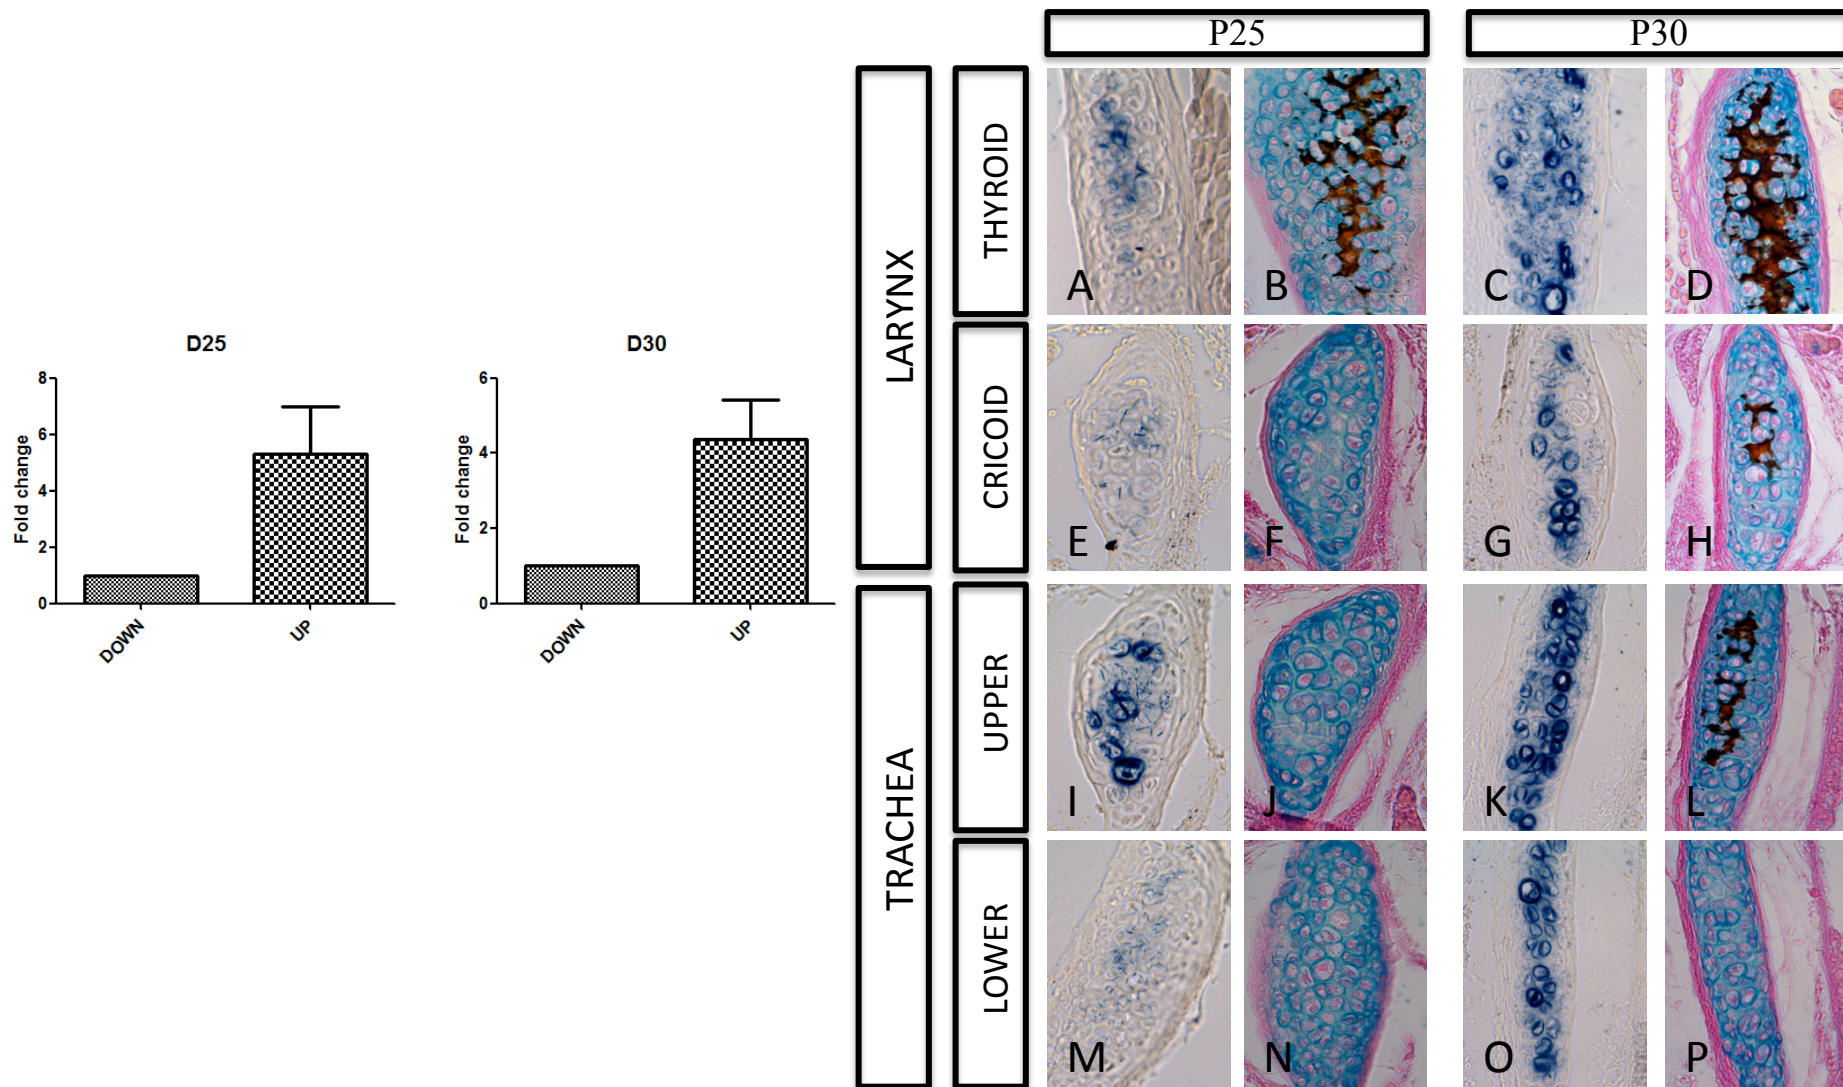 D25
Fold change
8
6
4
2
0
DOWN
UP
D30
Fold change
6
4
2
0
DOWN
UP
P25
P30
LARYNX
THYROID
A
B
C
D
CRICOID
E
F
G
H
TRACHEA
UPPER
I
J
K
L
LOWER
M
N
O
P